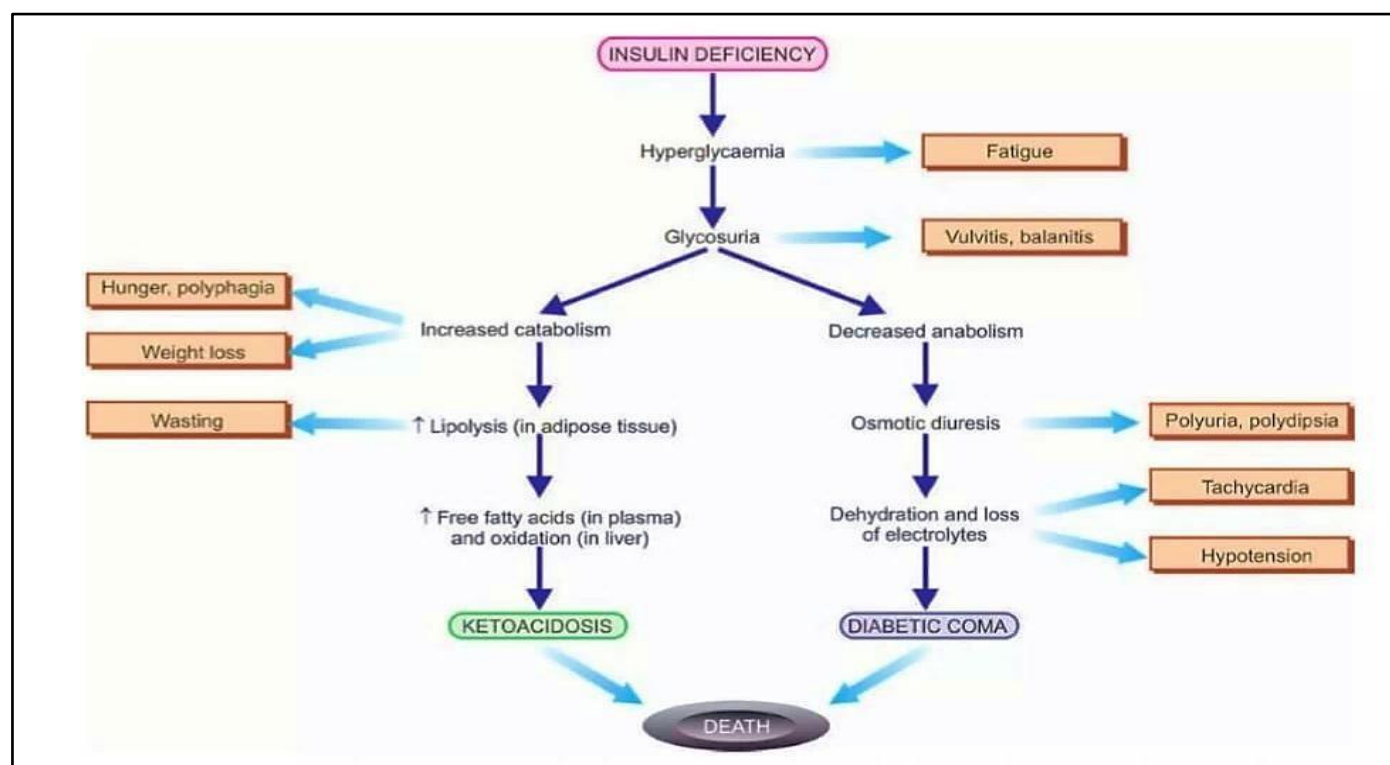 INSULIN DEFICIENCY
Hyperglycaemia
Fatigue
Glycosuria
Vulvitis, balanitis
Hunger, polyphagia
Increased catabolism
Decreased anabolism
Weight loss
Wasting
↑ Lipolysis (in adipose tissue)
Osmotic diuresis
Polyuria, polydipsia
Tachycardia
↑ Free fatty acids (in plasma)
and oxidation (in liver)
Dehydration and loss
of electrolytes
Hypotension
KETOACIDOSIS
DIABETIC COMA
DEATH